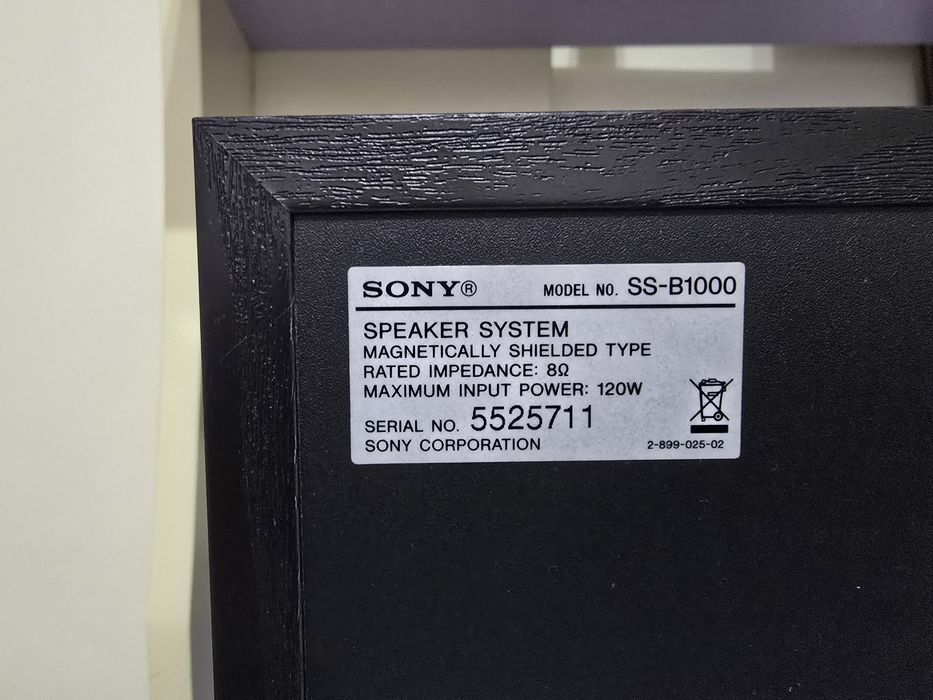 SONY® MODEL NO. SS-B1000
SPEAKER SYSTEM
MAGNETICALLY SHIELDED TYPE
RATED IMPEDANCE: 8Ω
MAXIMUM INPUT POWER: 120W
SERIAL NO. 5525711
SONY CORPORATION 2-899-025-02